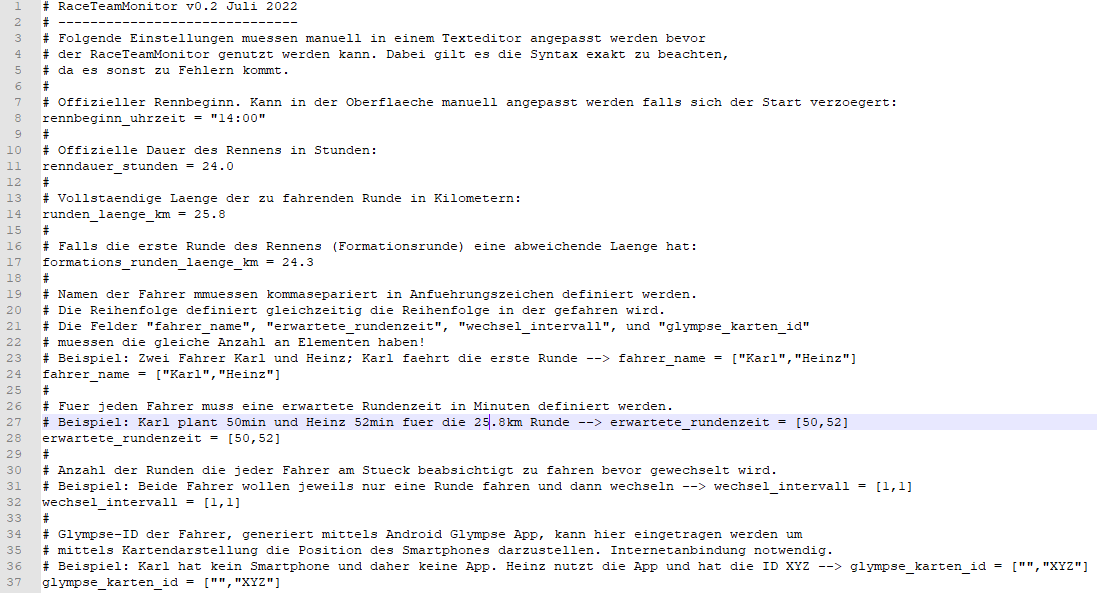 1 # RaceTeamMonitor v0.2 Juli 2022
2 # ------------------------------
3 # Folgende Einstellungen muessen manuell in einem Texteditor angepasst werden bevor
4 # der RaceTeamMonitor genutzt werden kann. Dabei gilt es die Syntax exakt zu beachten,
5 # da es sonst zu Fehlern kommt.
6 #
7 # Offizieller Rennbeginn. Kann in der Oberflaeche manuell angepasst werden falls sich der Start verzoegert:
8 rennbeginn_uhrzeit = "14:00"
9 #
10 # Offizielle Dauer des Rennens in Stunden:
11 renndauer_stunden = 24.0
12 #
13 # Vollstaendige Laenge der zu fahrenden Runde in Kilometern:
14 runden_laenge_km = 25.8
15 #
16 # Falls die erste Runde des Rennens (Formationsrunde) eine abweichende Laenge hat:
17 formations_runden_laenge_km = 24.3
18 #
19 # Namen der Fahrer mmuessen kommasepariert in Anfuehrungszeichen definiert werden.
20 # Die Reihenfolge definiert gleichzeitig die Reihenfolge in der gefahren wird.
21 # Die Felder "fahrer_name", "erwartete_rundenzeit", "wechsel_intervall", und "glympse_karten_id"
22 # muessen die gleiche Anzahl an Elementen haben!
23 # Beispiel: Zwei Fahrer Karl und Heinz; Karl faehrt die erste Runde --> fahrer_name = ["Karl","Heinz"]
24 fahrer_name = ["Karl","Heinz"]
25 #
26 # Fuer jeden Fahrer muss eine erwartete Rundenzeit in Minuten definiert werden.
27 # Beispiel: Karl plant 50min und Heinz 52min fuer die 25.8km Runde --> erwartete_rundenzeit = [50,52]
28 erwartete_rundenzeit = [50,52]
29 #
30 # Anzahl der Runden die jeder Fahrer am Stueck beabsichtigt zu fahren bevor gewechselt wird.
31 # Beispiel: Beide Fahrer wollen jeweils nur eine Runde fahren und dann wechseln --> wechsel_intervall = [1,1]
32 wechsel_intervall = [1,1]
33 #
34 # Glympse-ID der Fahrer, generiert mittels Android Glympse App, kann hier eingetragen werden um
35 # mittels Kartendarstellung die Position des Smartphones darzustellen. Internetanbindung notwendig.
36 # Beispiel: Karl hat kein Smartphone und daher keine App. Heinz nutzt die App und hat die ID XYZ --> glympse_karten_id = ["","XYZ"]
37 glympse_karten_id = ["","XYZ"]